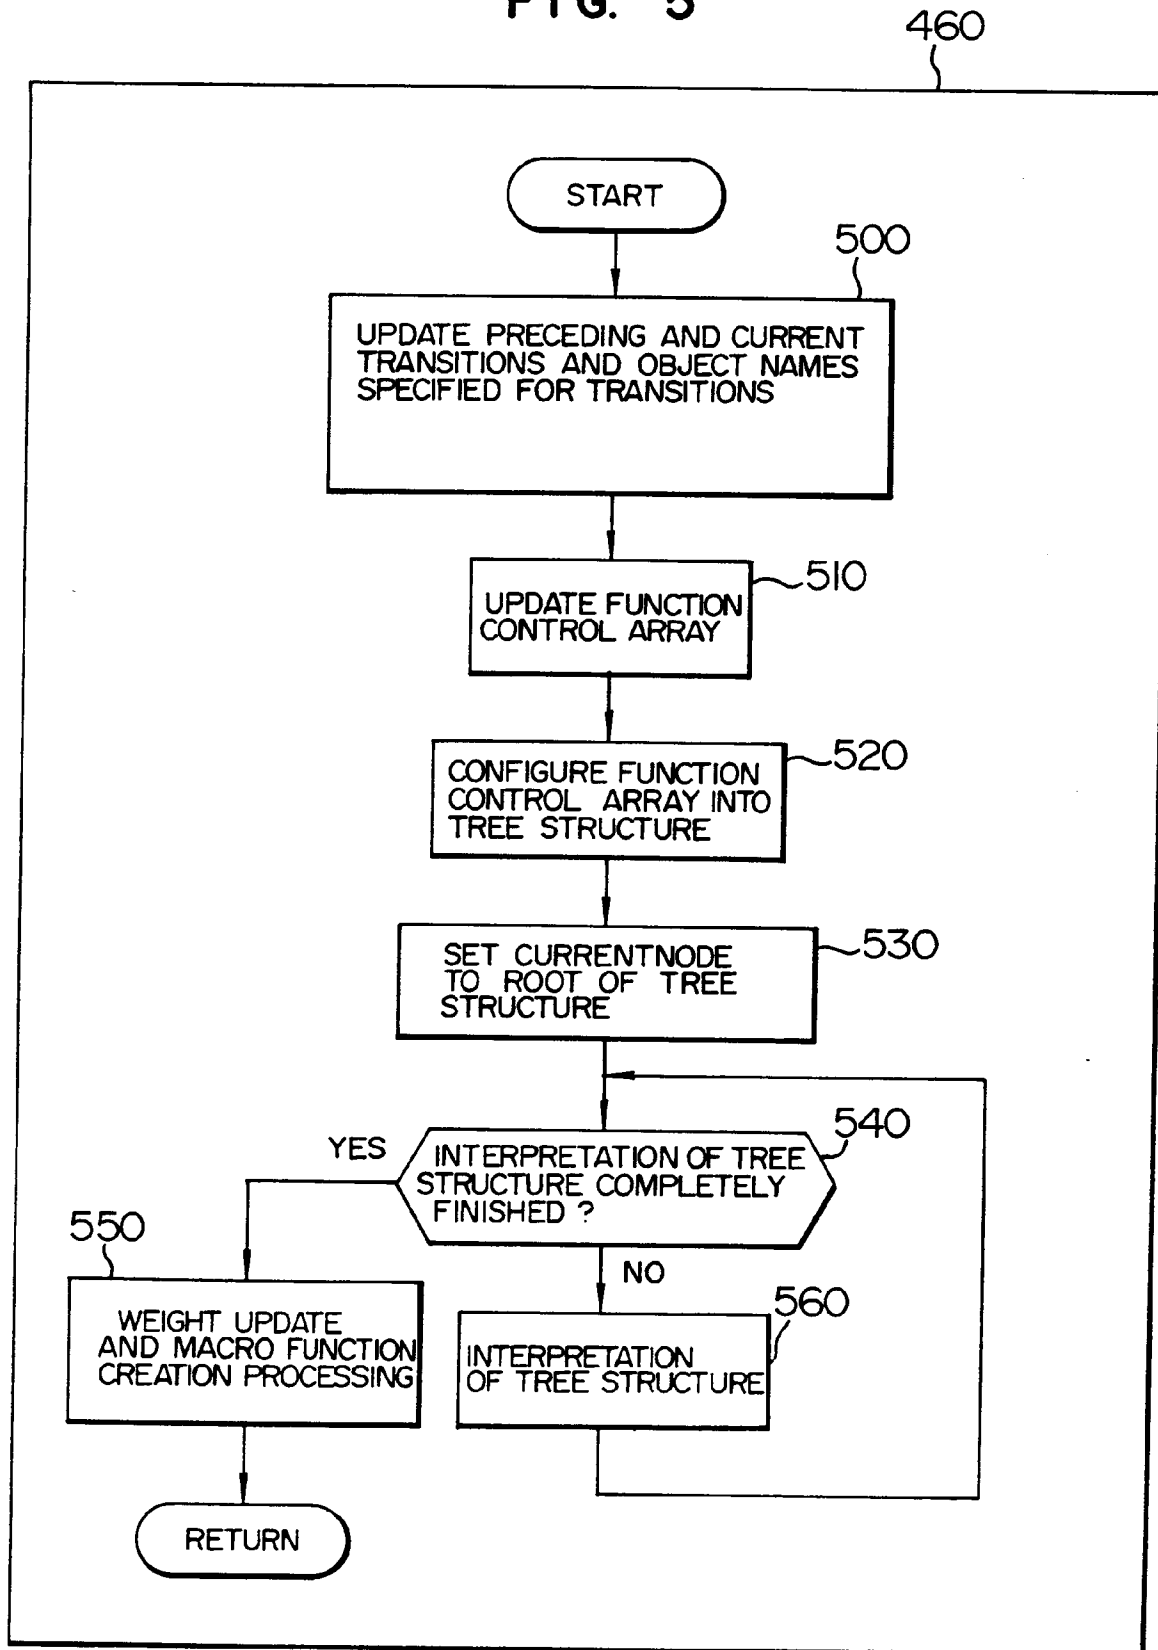 FIG. 5
460
START
500
UPDATE PRECEDING AND CURRENT
TRANSITIONS AND OBJECT NAMES
SPECIFIED FOR TRANSITIONS
510
UPDATE FUNCTION
CONTROL ARRAY
520
CONFIGURE FUNCTION
CONTROL ARRAY INTO
TREE STRUCTURE
530
SET CURRENTNODE
TO ROOT OF TREE
STRUCTURE
540
YES
INTERPRETATION OF TREE
STRUCTURE COMPLETELY
FINISHED ?
550
NO
WEIGHT UPDATE
AND MACRO FUNCTION
CREATION PROCESSING
560
INTERPRETATION
OF TREE STRUCTURE
RETURN